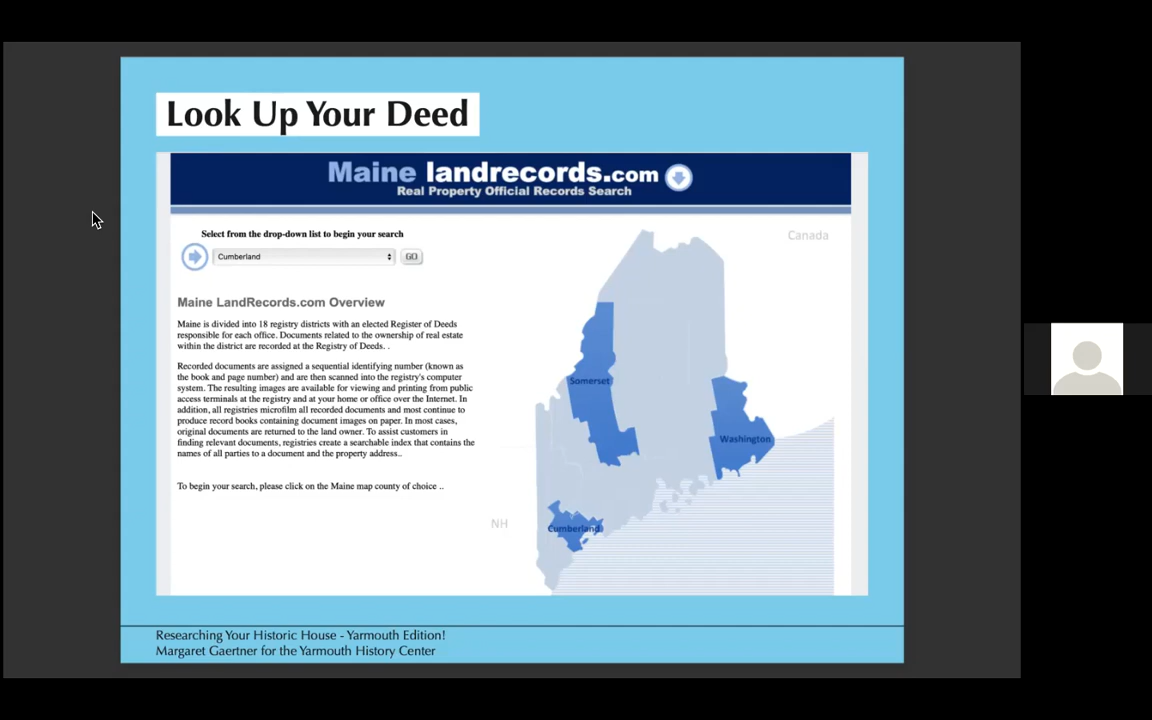 Look Up Your Deed
Maine landrecords.com
Real Property Official Records Search
Select from the drop-down list to begin your search
Cumberland
GO
Canada
Maine LandRecords.com Overview
Maine is divided into 18 registry districts with an elected Register of Deeds
responsible for each office. Documents related to the ownership of real estate
within the district are recorded at the Registry of Deeds. .
Recorded documents are assigned a sequential identifying number (known as
the book and page number) and are then scanned into the registry's computer
system. The resulting images are available for viewing and printing from public
access terminals at the registry and at your home or office over the Internet. In
addition, all registries microfilm all recorded documents and most continue to
produce record books containing document images on paper. In most cases,
original documents are returned to the land owner. To assist customers in
finding relevant documents, registries create a searchable index that contains the
names of all parties to a document and the property address..
To begin your search, please click on the Maine map county of choice ..
Somerset
Washington
NH
Cumberland
Researching Your Historic House - Yarmouth Edition!
Margaret Gaertner for the Yarmouth History Center